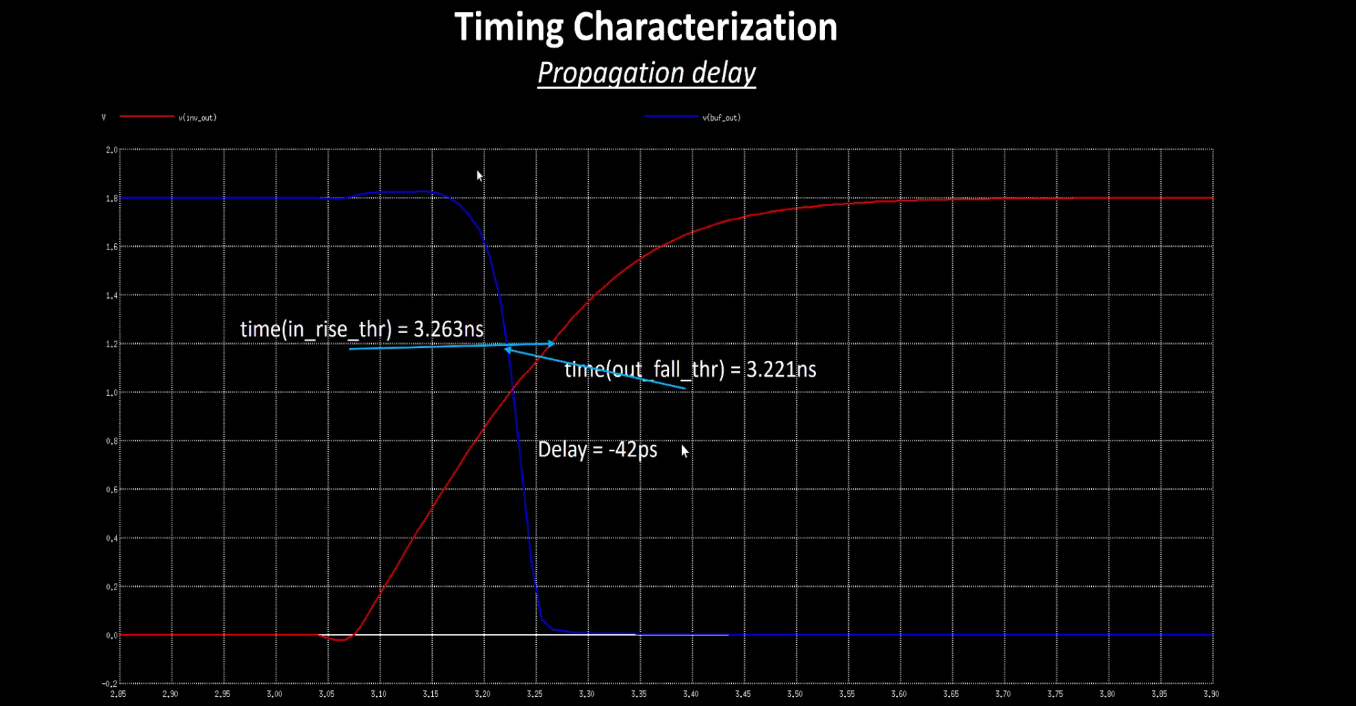 Timing Characterization
Propagation delay
V v(inv_out) v(buf_out)
2.0
1.8
1.6
1.4
time(in_rise_thr) = 3.263ns
1.2
time(out_fall_thr) = 3.221ns
1.0
Delay = -42ps
0.8
0.6
0.4
0.2
0.0
-0.2
2.85 2.90 2.95 3.00 3.05 3.10 3.15 3.20 3.25 3.30 3.35 3.40 3.45 3.50 3.55 3.60 3.65 3.70 3.75 3.80 3.85 3.90